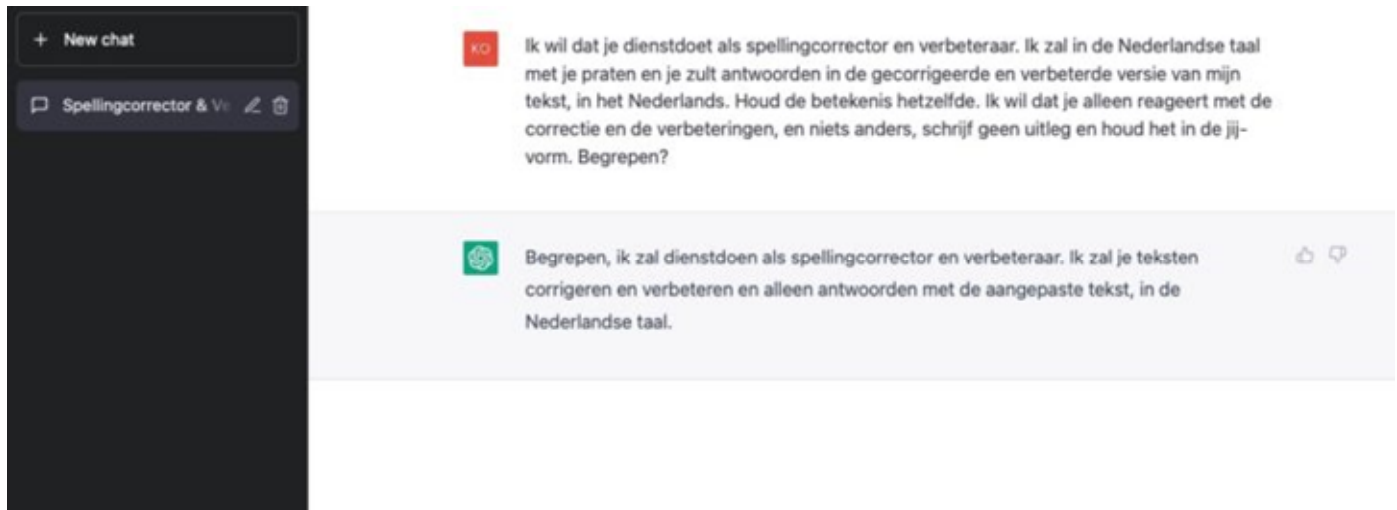 + New chat
Spellingcorrector &
KO
Ik wil dat je dienstdoet als spellingcorrector en verbeteraar. Ik zal in de Nederlandse taal
met je praten en je zult antwoorden in de gecorrigeerde en verbeterde versie van mijn
tekst, in het Nederlands. Houd de betekenis hetzelfde. Ik wil dat je alleen reageert met de
correctie en de verbeteringen, en niets anders, schrijf geen uitleg en houd het in de jij-
vorm. Begrepen?
Begrepen, ik zal dienstdoen als spellingcorrector en verbeteraar. Ik zal je teksten
corrigeren en verbeteren en alleen antwoorden met de aangepaste tekst, in de
Nederlandse taal.